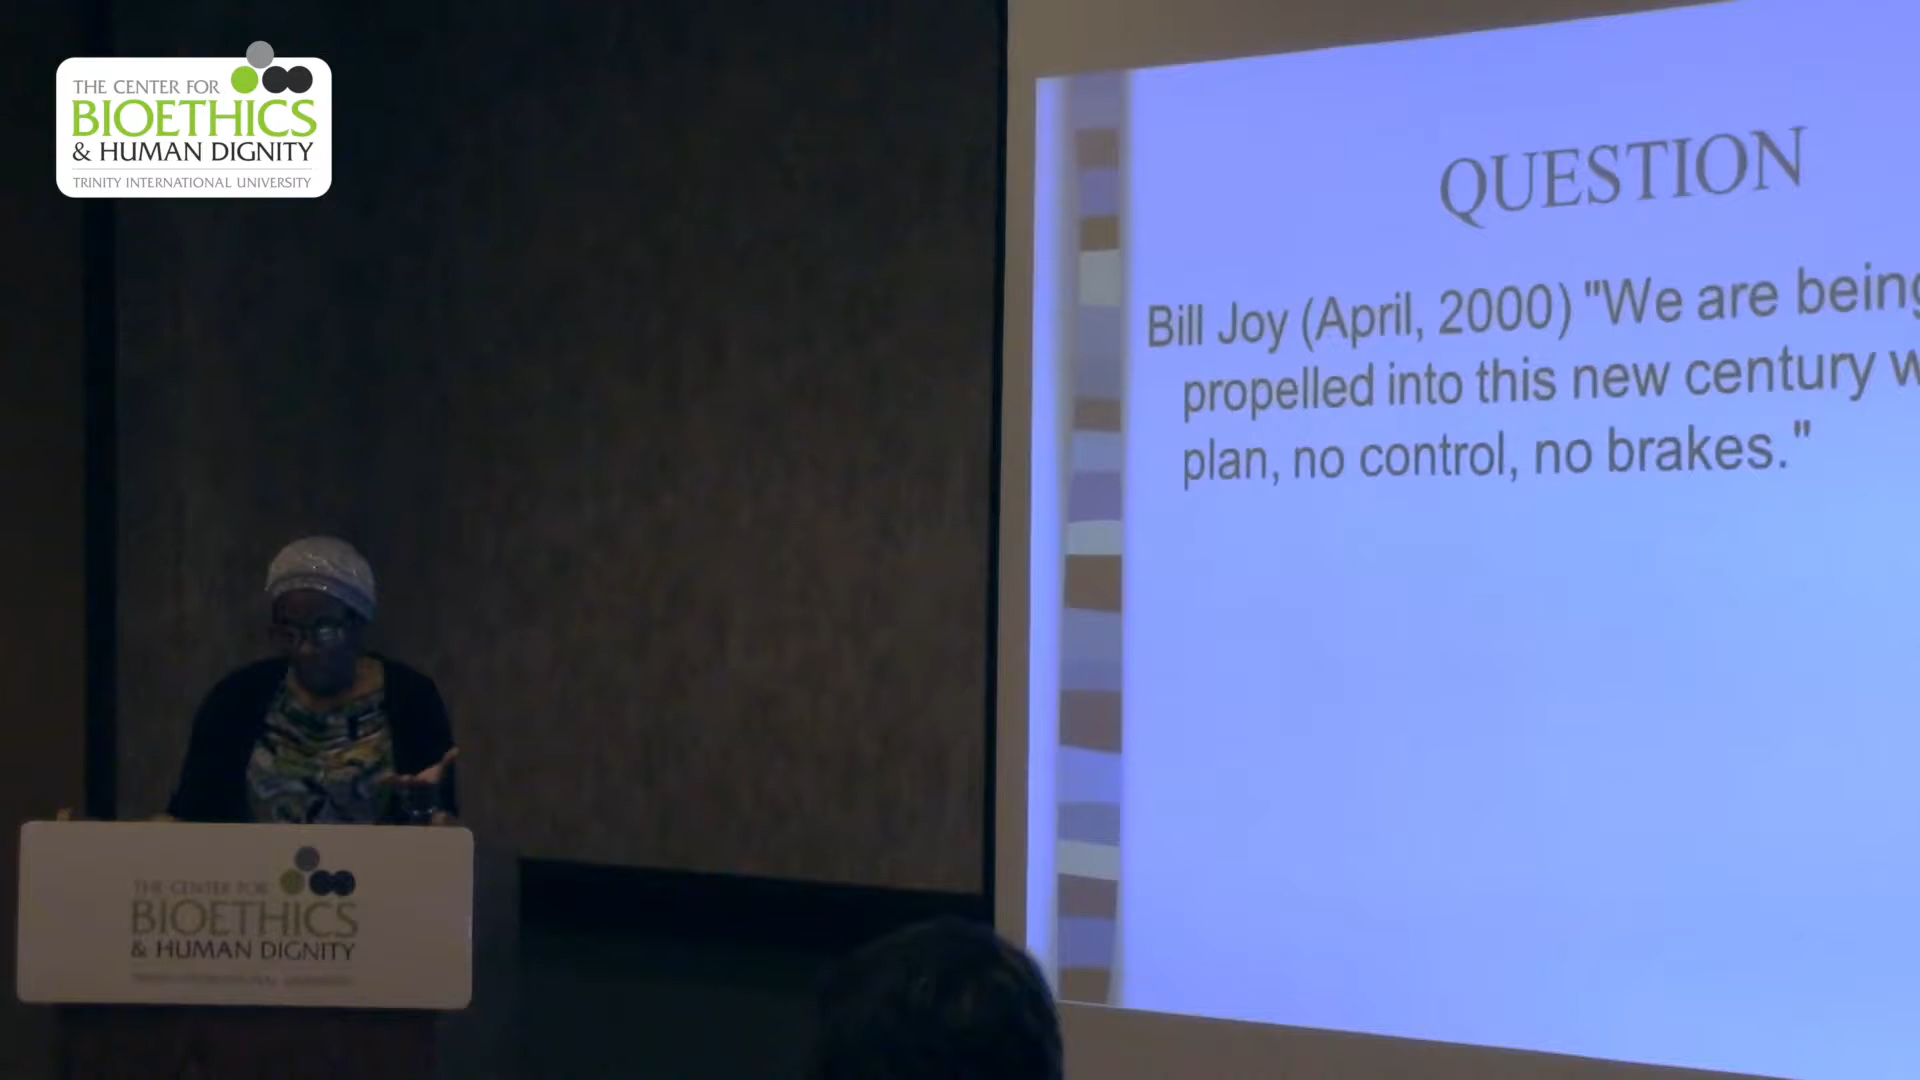 THE CENTER FOR
BIOETHICS
& HUMAN DIGNITY
TRINITY INTERNATIONAL UNIVERSITY
QUESTION
Bill Joy (April, 2000) "We are being
propelled into this new century
plan, no control, no brakes."
THE CENTER FOR
BIOETHICS
& HUMAN DIGNITY